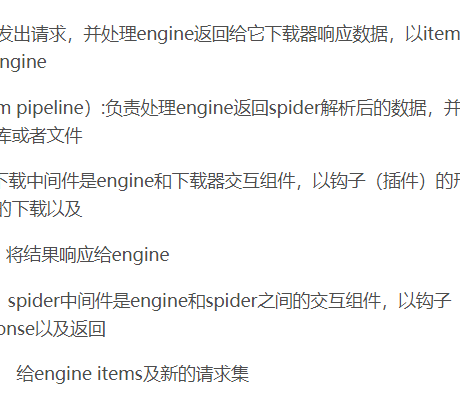 发出请求，并处理engine返回给它下载器响应数据，以item
ngine
m pipeline）:负责处理engine返回spider解析后的数据，并
库或者文件
下载中间件是engine和下载器交互组件，以钩子（插件）的形
的下载以及
将结果响应给engine
spider中间件是engine和spider之间的交互组件，以钩子
onse以及返回
给engine items及新的请求集